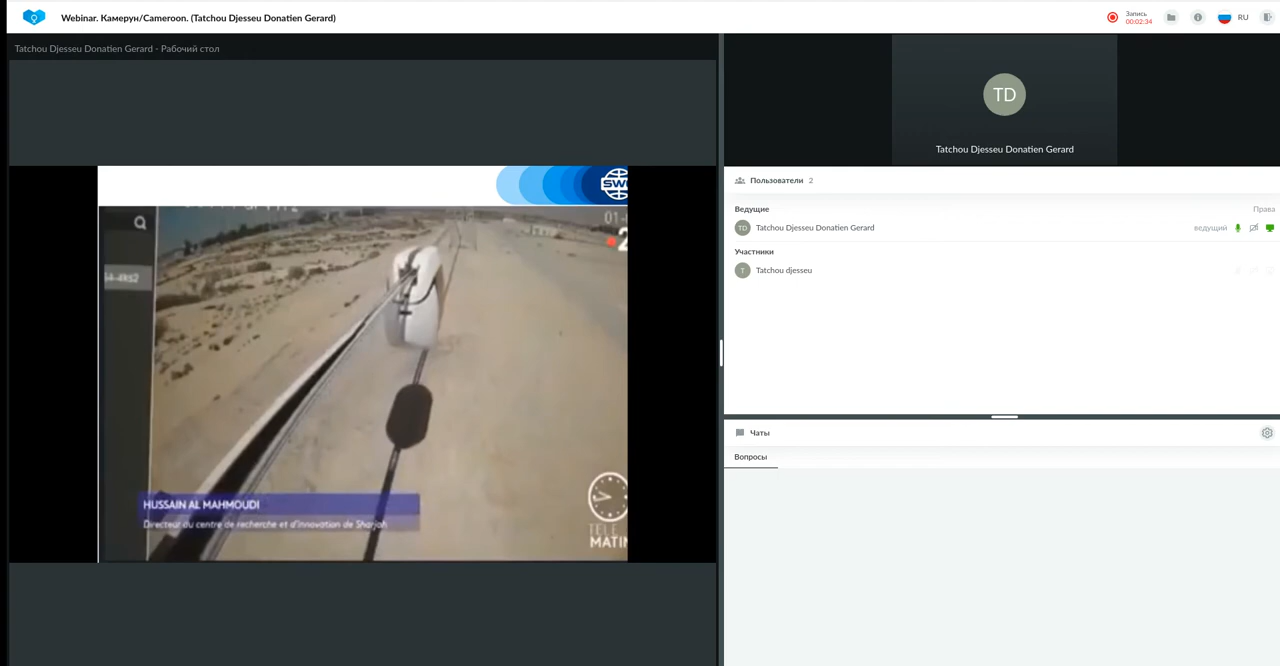 Webinar. Камерун/Cameroon. (Tatchou Djesseu Donatien Gerard)
Запись
00:02:34
RU
Tatchou Djesseu Donatien Gerard - Рабочий стол
TD
Tatchou Djesseu Donatien Gerard
Пользователи 2
Ведущие
Права
TD
Tatchou Djesseu Donatien Gerard
ведущий
Участники
T
Tatchou djesseu
Чаты
Вопросы
SW
01-
2
HUSSAIN AL MAHMOUDI
Directeur du centre de recherche et d'innovation de Sharjah
TELE
MATIN